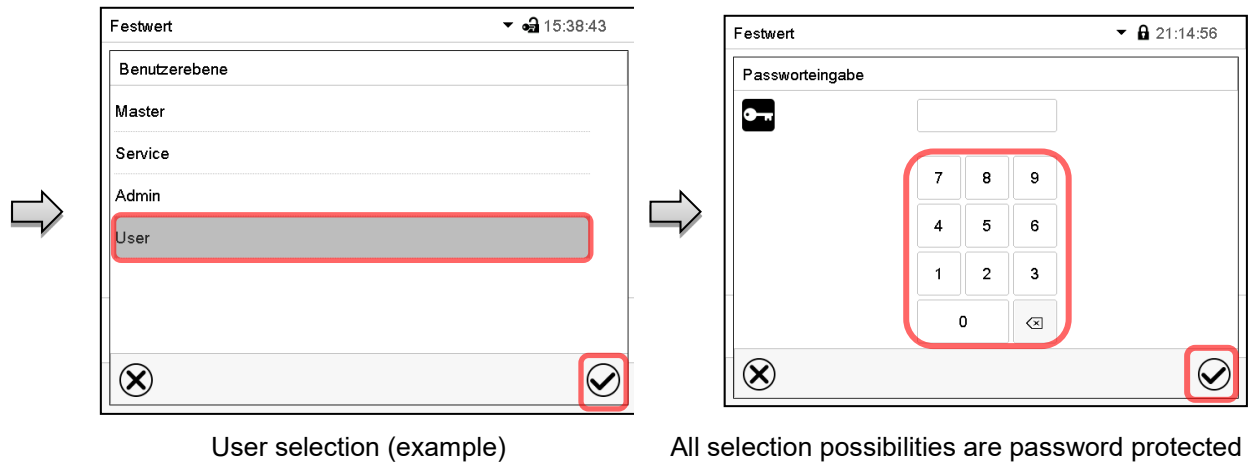 Festwert 15:38:43
Benutzerebene
Master
Service
Admin
User
User selection (example)
Festwert 21:14:56
Passworteingabe
7 8 9
4 5 6
1 2 3
0
All selection possibilities are password protected